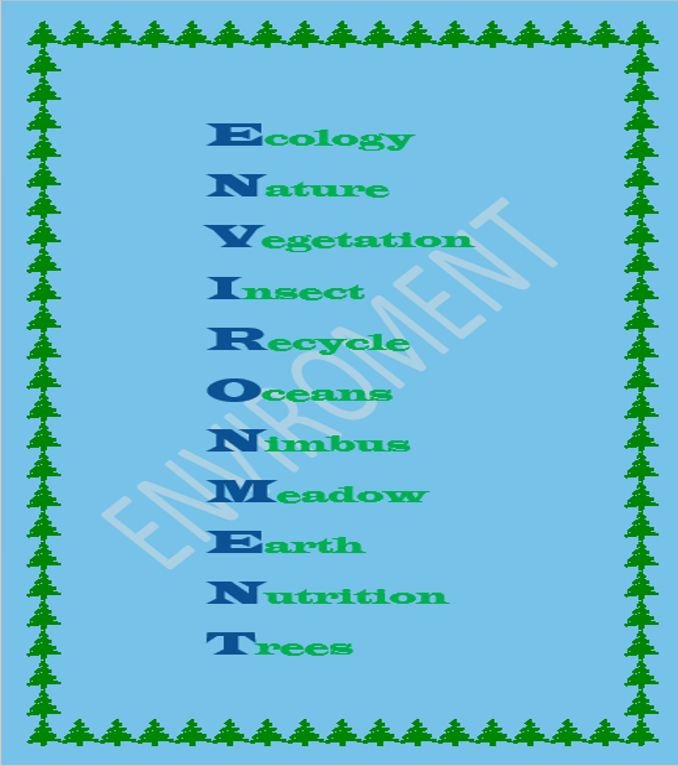 Ecology
Nature
Vegetation
Insect
Recycle
Oceans
Nimbus
Meadow
Earth
Nutrition
Trees
ENVIROMENT